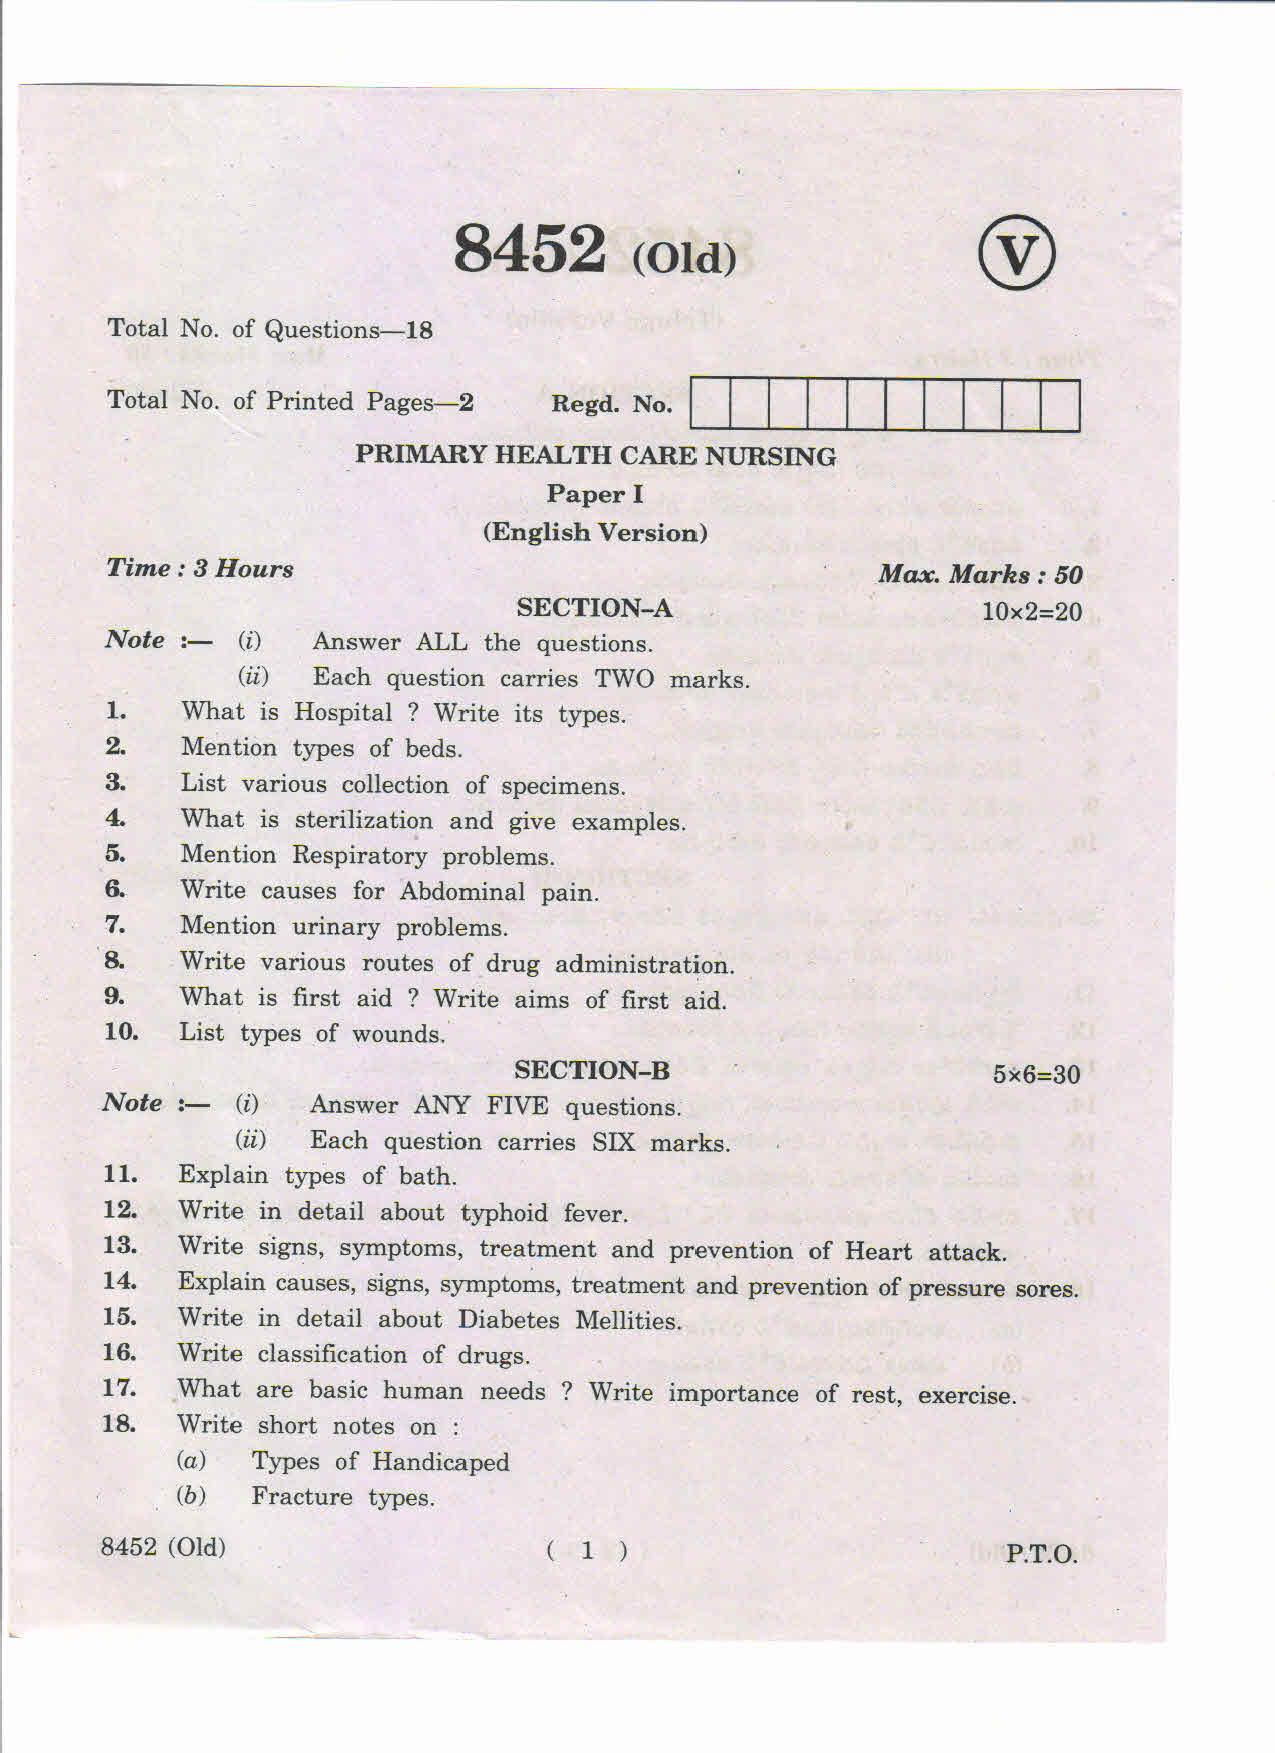 8452 (Old)
V
Total No. of Questions—18
Total No. of Printed Pages—2 Regd. No.
PRIMARY HEALTH CARE NURSING
Paper I
(English Version)
Time : 3 Hours Max. Marks : 50
SECTION–A 10×2=20
Note :— (i) Answer ALL the questions.
(ii) Each question carries TWO marks.
1. What is Hospital ? Write its types.
2. Mention types of beds.
3. List various collection of specimens.
4. What is sterilization and give examples.
5. Mention Respiratory problems.
6. Write causes for Abdominal pain.
7. Mention urinary problems.
8. Write various routes of drug administration.
9. What is first aid ? Write aims of first aid.
10. List types of wounds.
SECTION–B 5×6=30
Note :— (i) Answer ANY FIVE questions.
(ii) Each question carries SIX marks.
11. Explain types of bath.
12. Write in detail about typhoid fever.
13. Write signs, symptoms, treatment and prevention of Heart attack.
14. Explain causes, signs, symptoms, treatment and prevention of pressure sores.
15. Write in detail about Diabetes Mellities.
16. Write classification of drugs.
17. What are basic human needs ? Write importance of rest, exercise.
18. Write short notes on :
(a) Types of Handicaped
(b) Fracture types.
8452 (Old) ( 1 ) P.T.O.